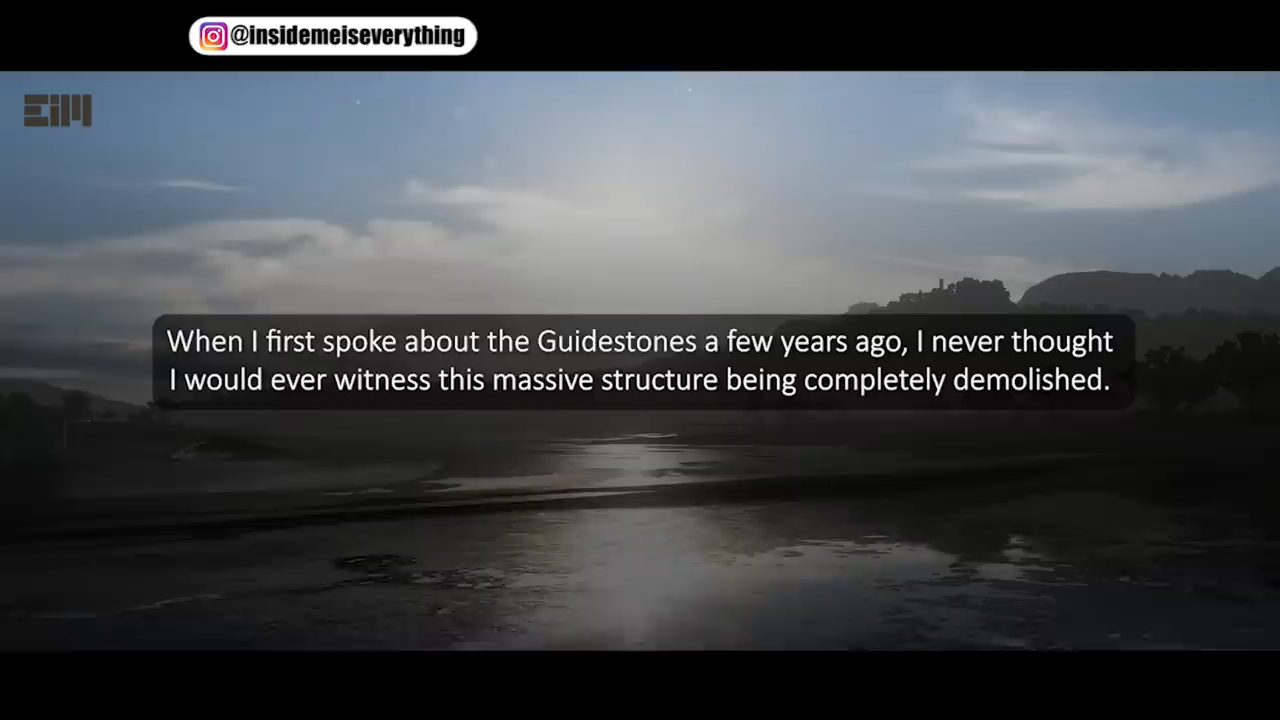 @insidemeiseverything
EiM
When I first spoke about the Guidestones a few years ago, I never thought
I would ever witness this massive structure being completely demolished.